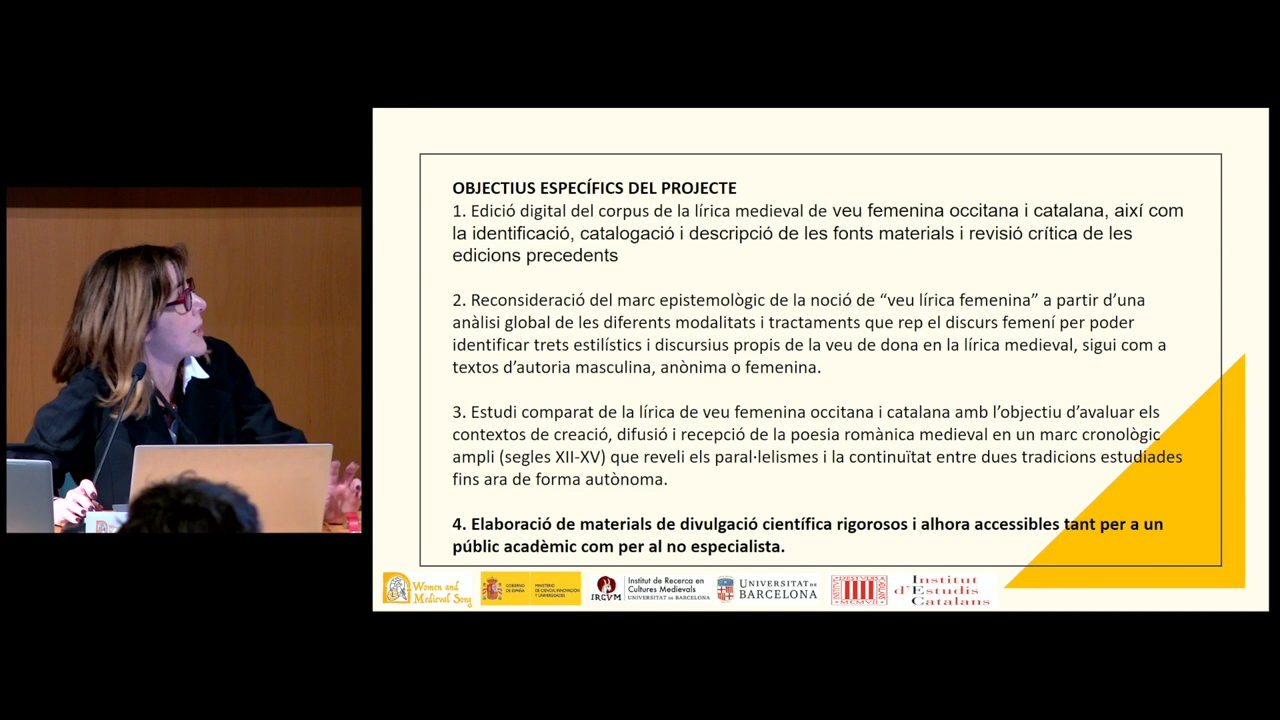 OBJECTIUS ESPECÍFICS DEL PROJECTE
1. Edició digital del corpus de la lírica medieval de veu femenina occitana i catalana, així com
la identificació, catalogació i descripció de les fonts materials i revisió crítica de les
edicions precedents
2. Reconsideració del marc epistemològic de la noció de “veu lírica femenina” a partir d’una
anàlisi global de les diferents modalitats i tractaments que rep el discurs femení per poder
identificar trets estilístics i discursius propis de la veu de dona en la lírica medieval, sigui com a
textos d’autoria masculina, anònima o femenina.
3. Estudi comparat de la lírica de veu femenina occitana i catalana amb l’objectiu d’avaluar els
contextos de creació, difusió i recepció de la poesia romànica medieval en un marc cronològic
ampli (segles XII-XV) que reveli els paral·lelismes i la continuïtat entre dues tradicions estudiades
fins ara de forma autònoma.
4. Elaboració de materials de divulgació científica rigorosos i alhora accessibles tant per a un
públic acadèmic com per al no especialista.
Women and
Medieval Song
GOBIERNO
DE ESPAÑA
MINISTERIO
DE CIENCIA, INNOVACIÓN
Y UNIVERSIDADES
IRCVM
Institut de Recerca en
Cultures Medievals
UNIVERSITAT DE BARCELONA
UNIVERSITAT DE
BARCELONA
MCMVII
Institut
d'Estudis
Catalans